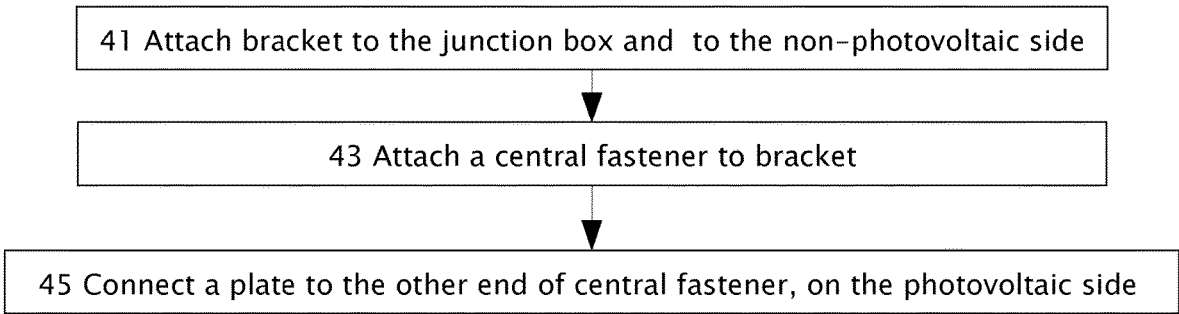 41 Attach bracket to the junction box and to the non-photovoltaic side
43 Attach a central fastener to bracket
45 Connect a plate to the other end of central fastener, on the photovoltaic side